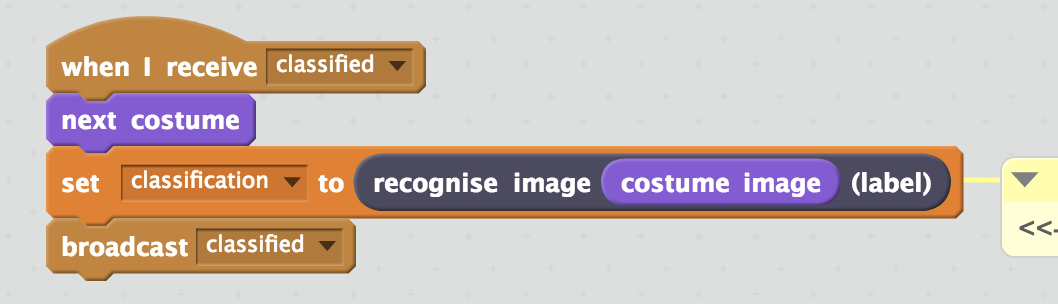 when I receive classified
next costume
set classification to recognise image costume image (label)
<<-
broadcast classified